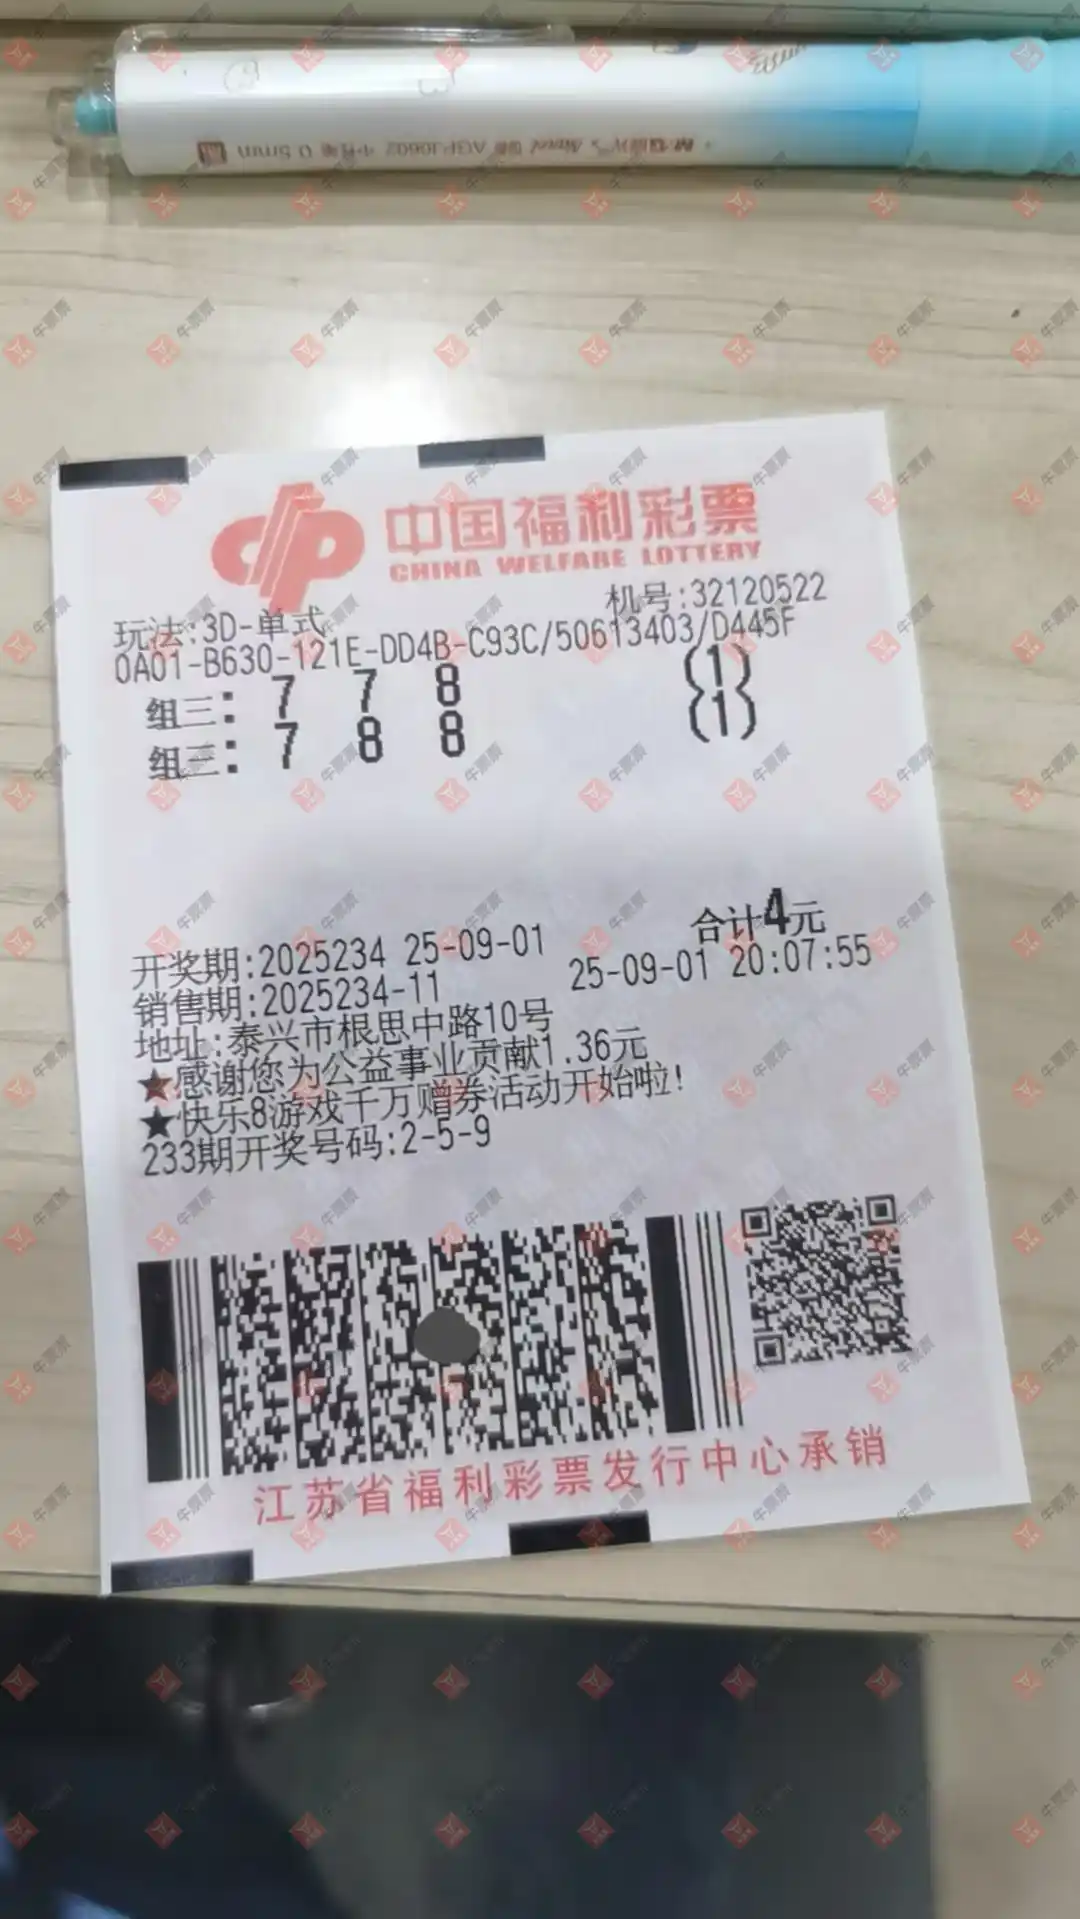 中国福利彩票
CHINA WELFARE LOTTERY
机号:32120522
玩法:3D-单式
0A01-B630-121E-DD4B-C93C/50613403/D445F
组三: 7 7 8 (1)
组三: 7 8 8 (1)
合计4元
开奖期:2025234 25-09-01
销售期:2025234-11 25-09-01 20:07:55
地址:泰兴市根思中路10号
★感谢您为公益事业贡献1.36元
★快乐8游戏千万赠券活动开始啦!
233期开奖号码:2-5-9
江苏省福利彩票发行中心承销
牛票票